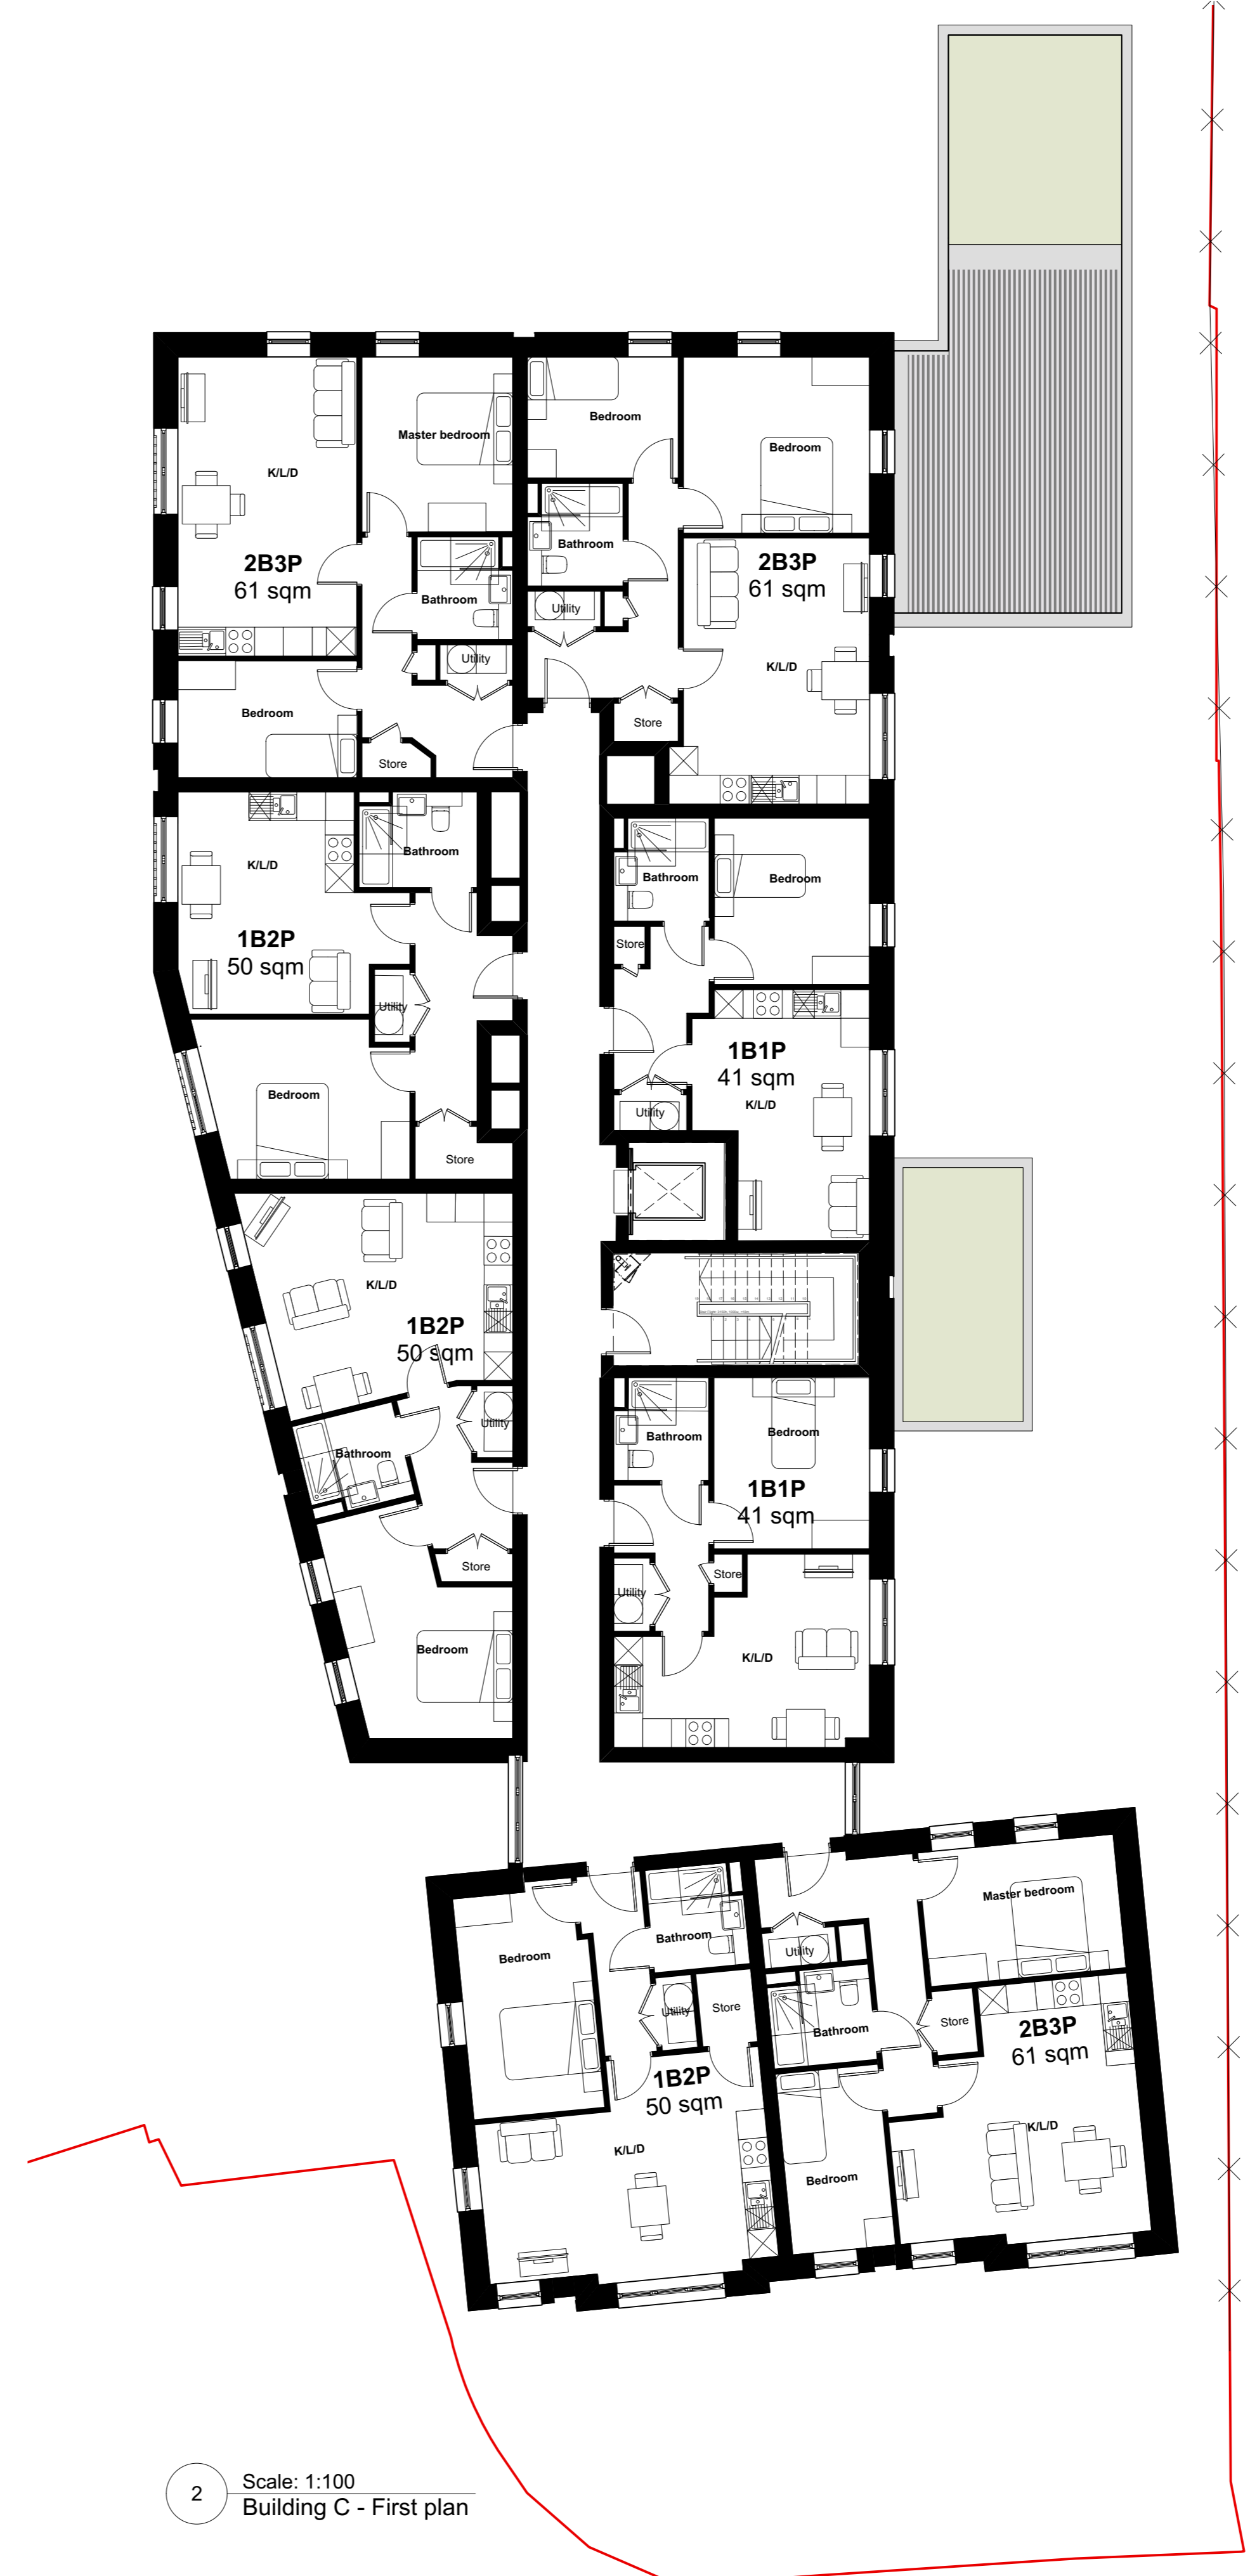 Bedroom
Master bedroom
Bedroom
K/L/D
Bathroom
2B3P
61 sqm
2B3P
61 sqm
Bathroom
Utility
Utility
K/L/D
Bedroom
Store
Store
Bathroom
K/L/D
Bathroom
Bedroom
1B2P
50 sqm
Store
Utility
1B1P
41 sqm
K/L/D
Bedroom
Utility
Store
K/L/D
1B2P
50 sqm
Utility
Bathroom
Bathroom
Bedroom
1B1P
41 sqm
Store
Store
Utility
Bedroom
K/L/D
Master bedroom
Bathroom
Bedroom
Utility
Utility
Store
Store
Bathroom
2B3P
61 sqm
1B2P
50 sqm
K/L/D
K/L/D
Bedroom
2
Scale: 1:100
Building C - First plan